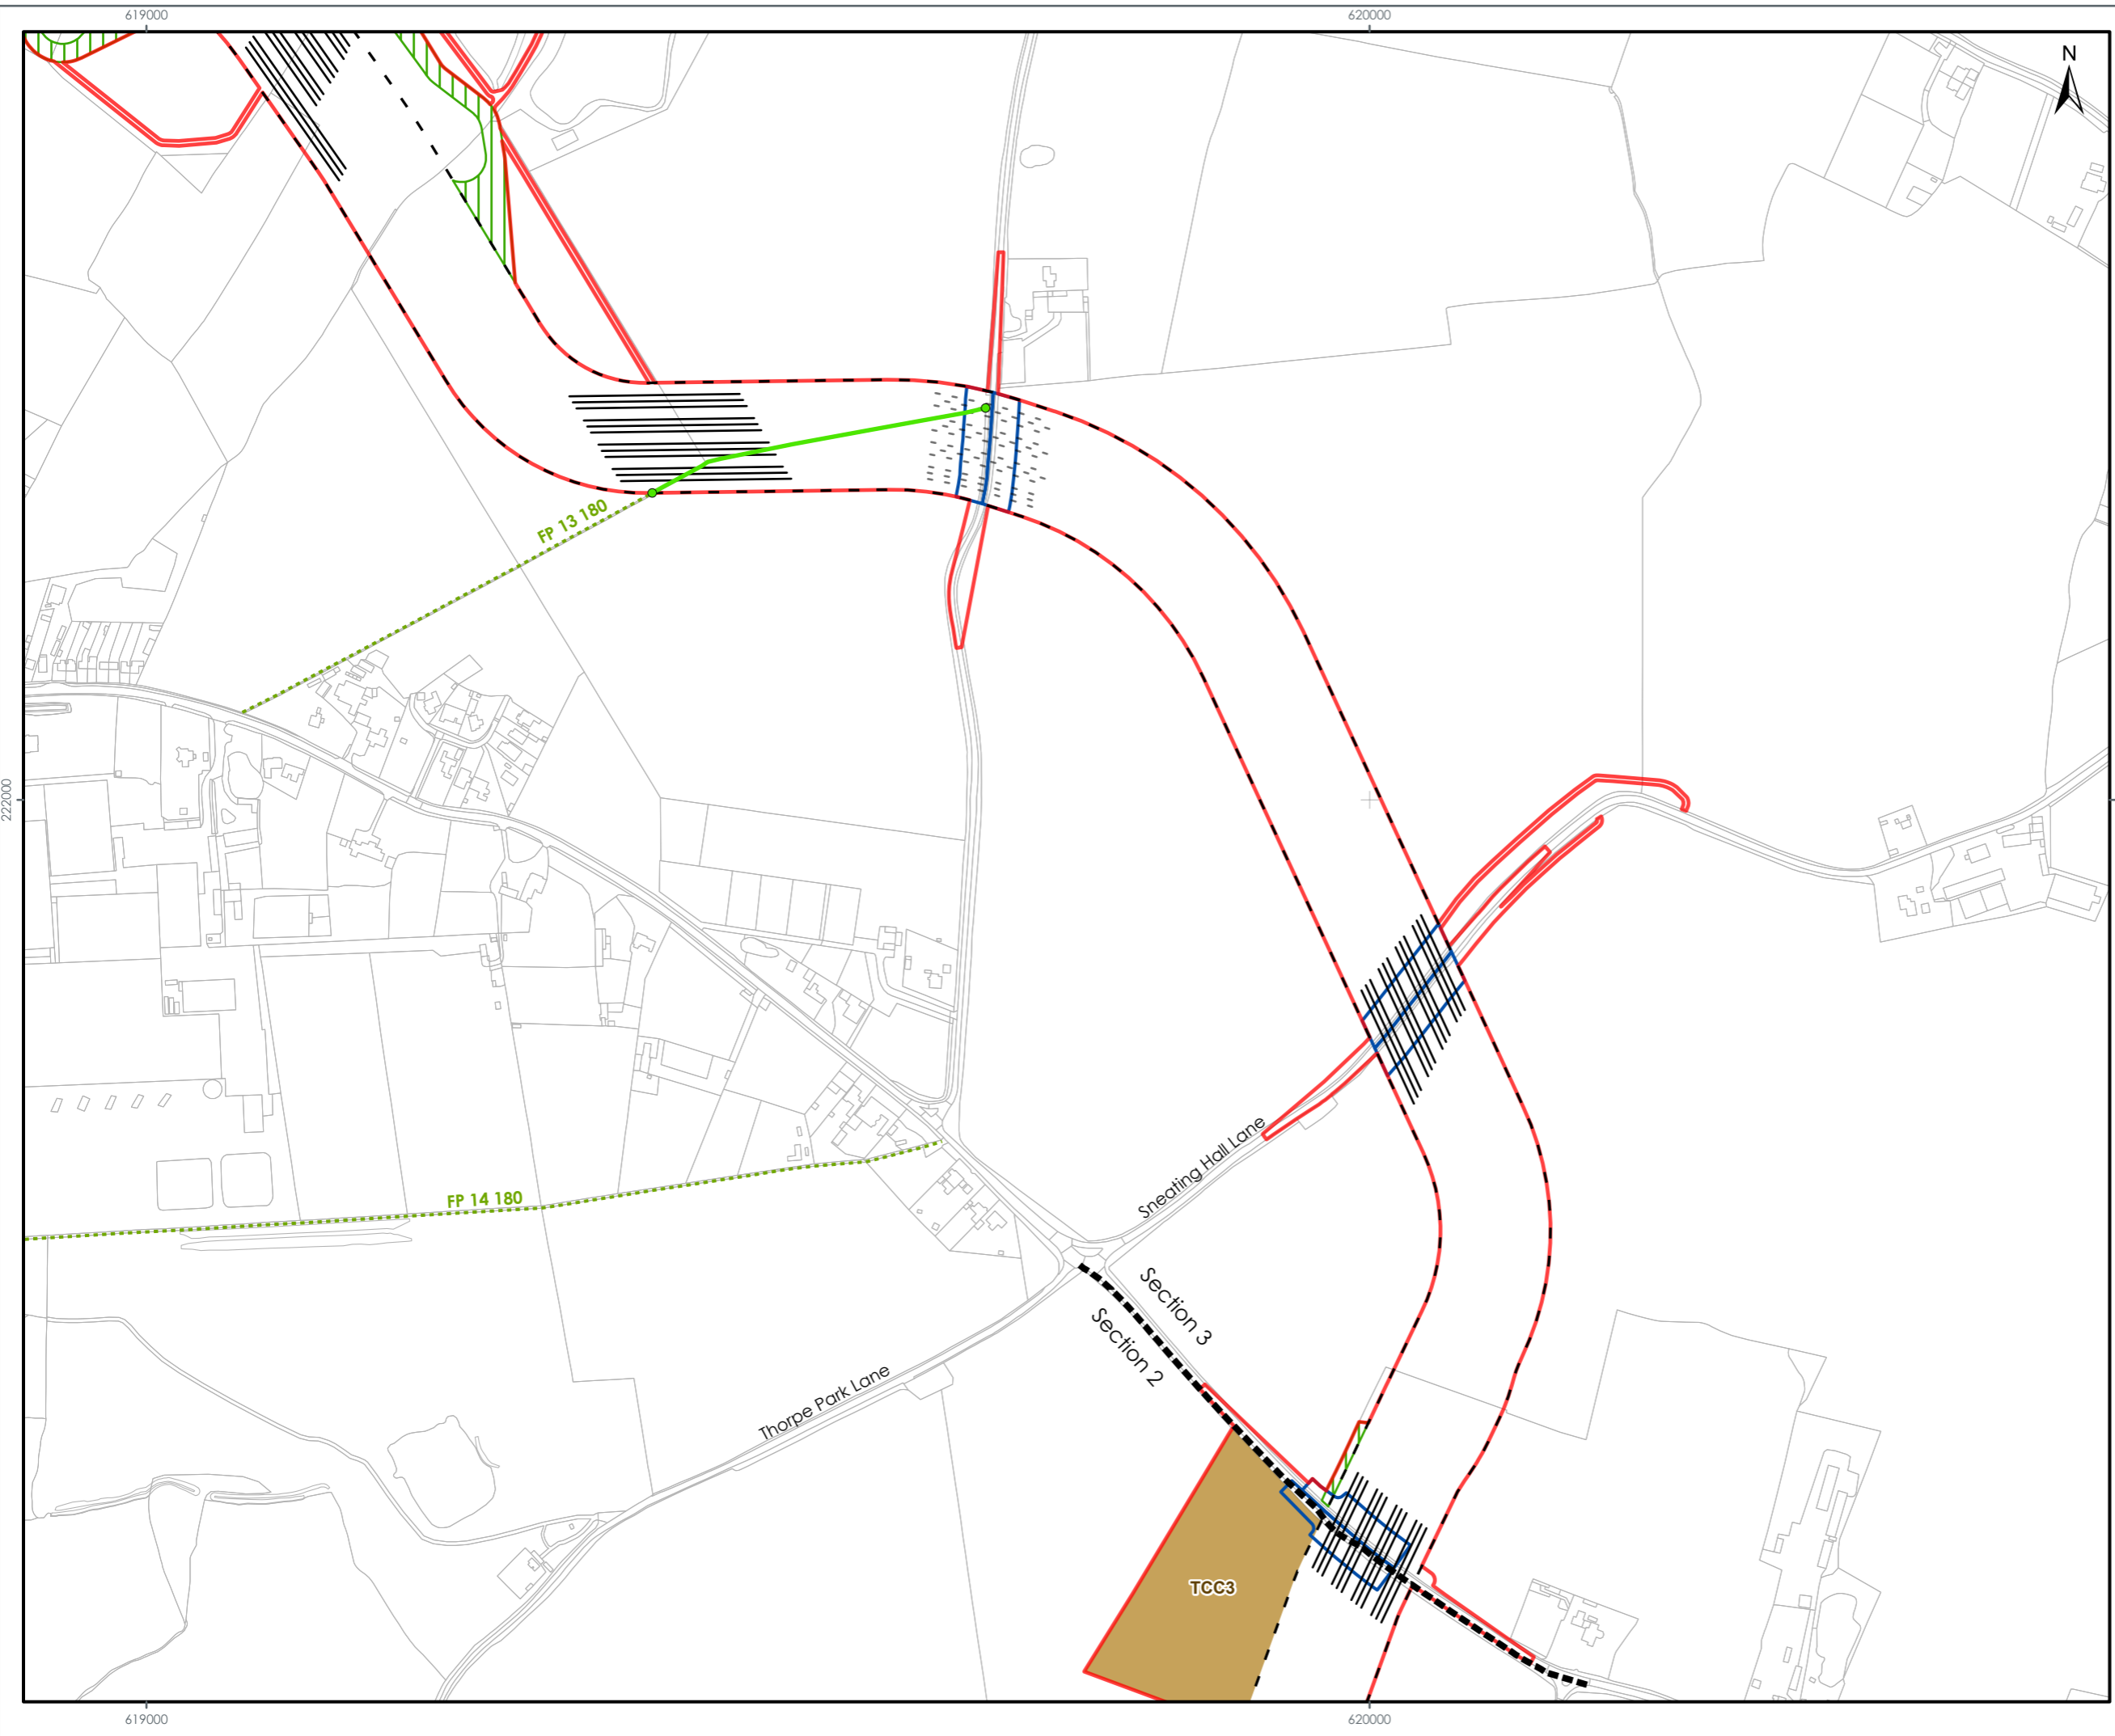 619000
620000
N
FP 13 180
222000
Sneating Hall Lane
FP 14 180
Section 3
Section 2
Thorpe Park Lane
TCC3
619000
620000